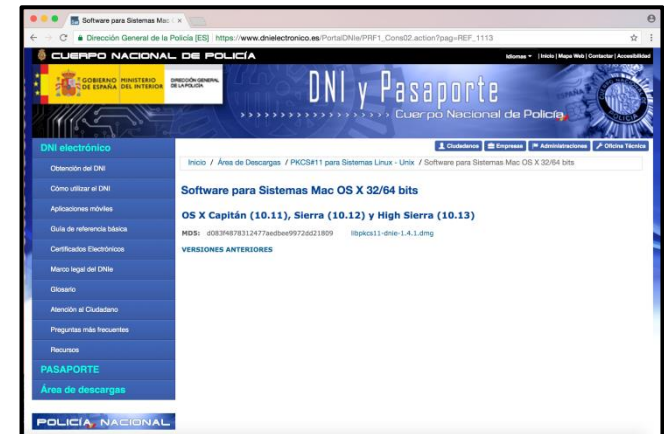 Software para Sistemas Mac
Dirección General de la Policía [ES] https://www.dnielectronico.es/PortalDNIe/PRF1_Cons02.action?pag=REF_1113
CUERPO NACIONAL DE POLICÍA
Idiomas | Inicio | Mapa Web | Contactar | Accesibilidad
GOBIERNO DE ESPAÑA
MINISTERIO DEL INTERIOR
DIRECCIÓN GENERAL DE LA POLICÍA
DNI y Pasaporte
Cuerpo Nacional de Policía
DNI electrónico
Ciudadanos Empresas Administraciones Oficina Técnica
Inicio / Área de Descargas / PKCS#11 para Sistemas Linux - Unix / Software para Sistemas Mac OS X 32/64 bits
Obtención del DNI
Cómo utilizar el DNI
Aplicaciones móviles
Guía de referencia básica
Certificados Electrónicos
Marco legal del DNIe
Glosario
Atención al Ciudadano
Preguntas más frecuentes
Recursos
PASAPORTE
Área de descargas
POLICÍA NACIONAL
Software para Sistemas Mac OS X 32/64 bits
OS X Capitán (10.11), Sierra (10.12) y High Sierra (10.13)
MD5: d083f4878312477aedbee9972dd21809 libpkcs11-dnie-1.4.1.dmg
VERSIONES ANTERIORES